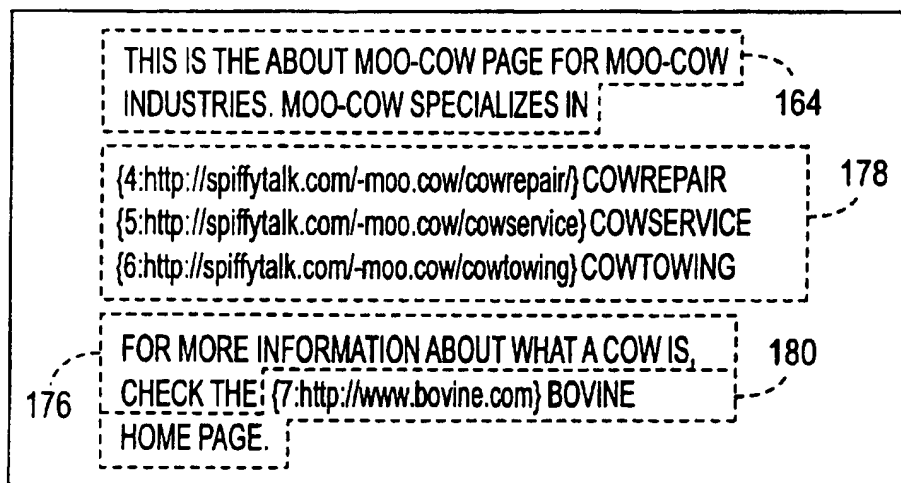 THIS IS THE ABOUT MOO-COW PAGE FOR MOO-COW
INDUSTRIES. MOO-COW SPECIALIZES IN
164
{4:http://spiffytalk.com/-moo.cow/cowrepair/} COWREPAIR
178
{5:http://spiffytalk.com/-moo.cow/cowservice} COWSERVICE
{6:http://spiffytalk.com/-moo.cow/cowtowing} COWTOWING
FOR MORE INFORMATION ABOUT WHAT A COW IS,
180
176
CHECK THE {7:http://www.bovine.com} BOVINE
HOME PAGE.